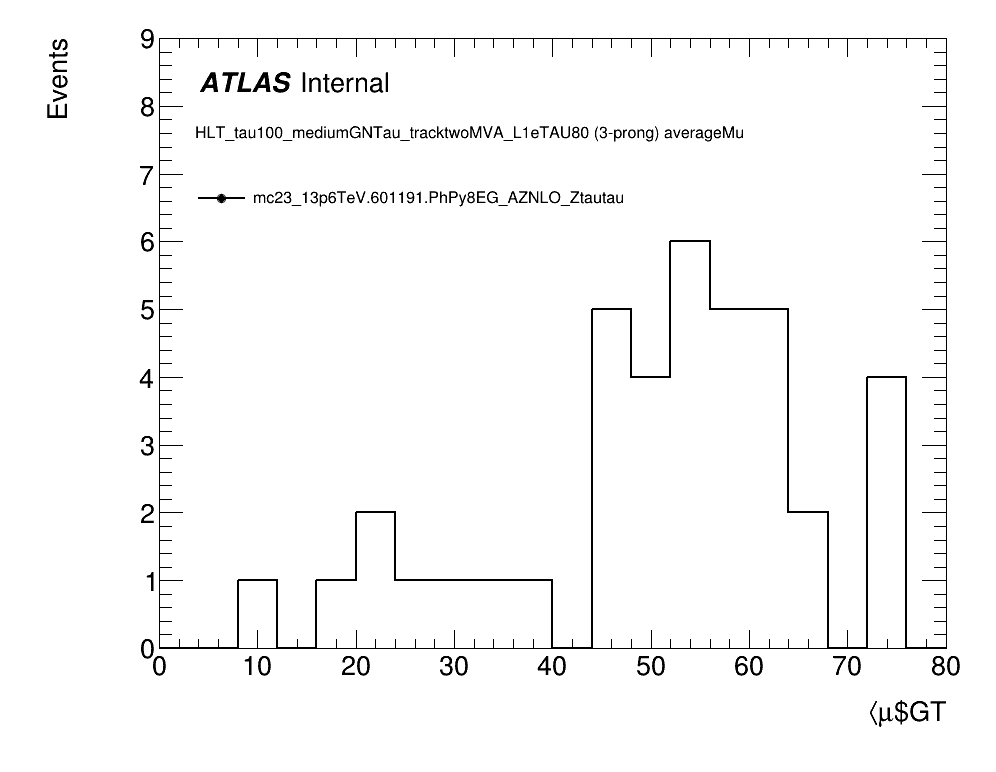 Events
9
ATLAS Internal
8
HLT_tau100_mediumGNTau_tracktwoMVA_L1eTAU80 (3-prong) averageMu
7
mc23_13p6TeV.601191.PhPy8EG_AZNLO_Ztautau
6
5
4
3
2
1
0
0 10 20 30 40 50 60 70 80
⟨μ$GT